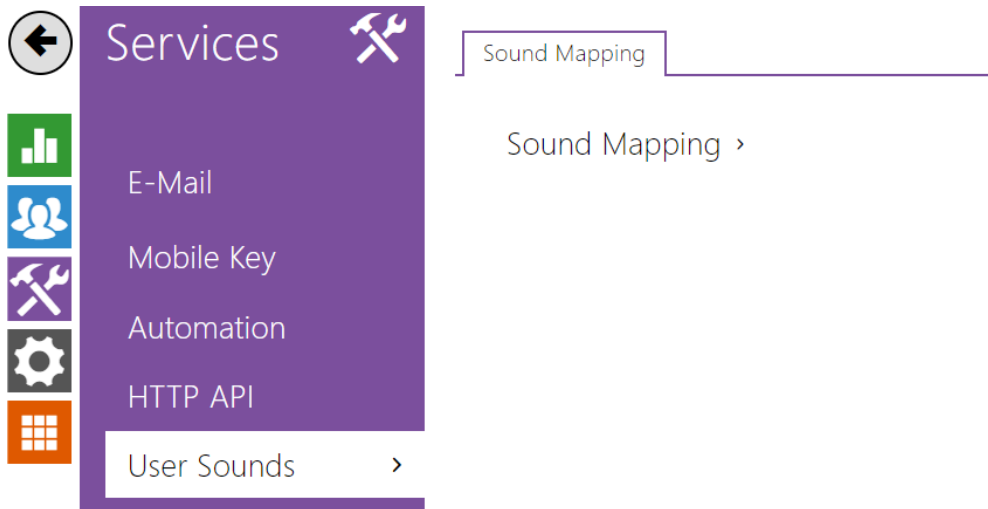 Services
E-Mail
Mobile Key
Automation
HTTP API
User Sounds
Sound Mapping
Sound Mapping